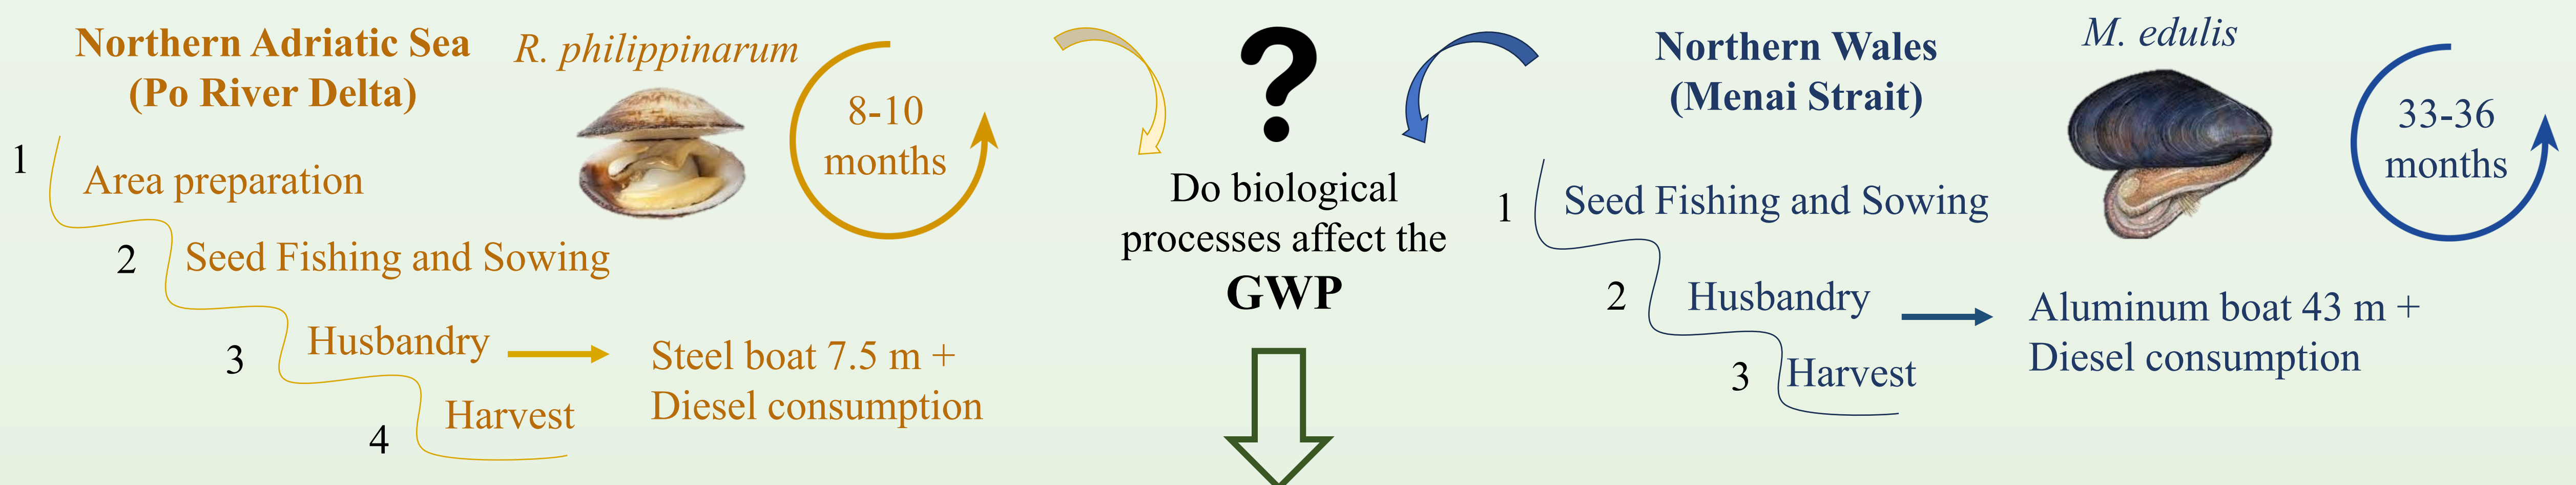 Northern Adriatic Sea
(Po River Delta)
R. philippinarum
8-10
months
1
Area preparation
2
Seed Fishing and Sowing
3
Husbandry
Steel boat 7.5 m +
Diesel consumption
4
Harvest
?
Do biological
processes affect the
GWP
Northern Wales
(Menai Strait)
M. edulis
33-36
months
1
Seed Fishing and Sowing
2
Husbandry
Aluminum boat 43 m +
Diesel consumption
3
Harvest